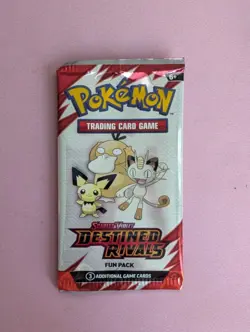 6+
POKÉMON
TRADING CARD GAME
SCARLET & VIOLET
DESTINED RIVALS
FUN PACK
3 ADDITIONAL GAME CARDS